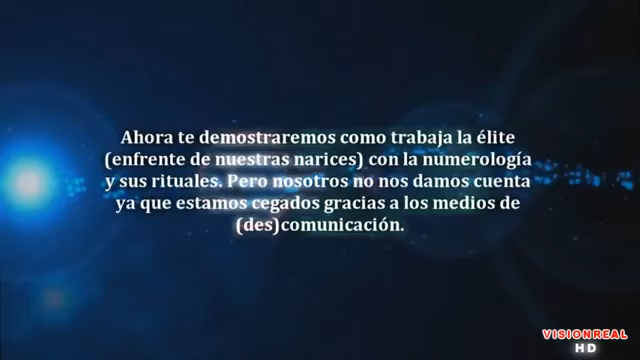 Ahora te demostraremos como trabaja la élite
(enfrente de nuestras narices) con la numerología
y sus rituales. Pero nosotros no nos damos cuenta
ya que estamos cegados gracias a los medios de
(des)comunicación.
VISIONREAL
HD